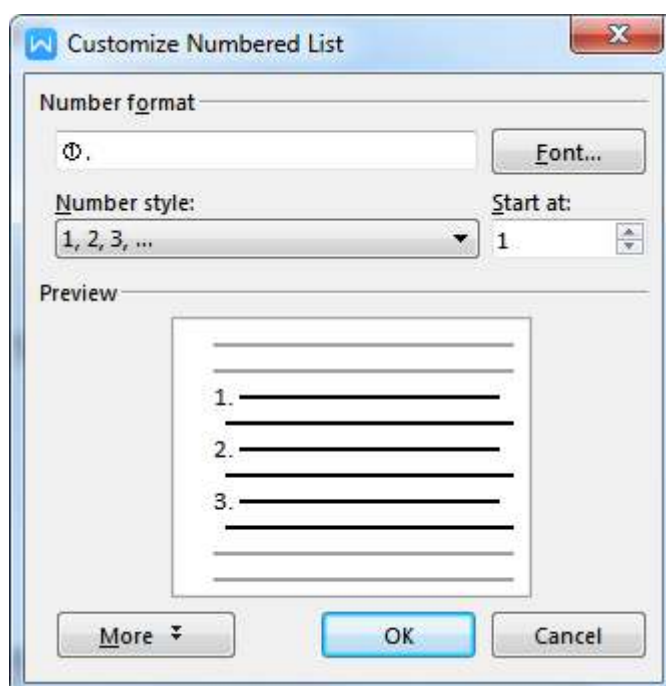 Customize Numbered List
Number format
①.
Font...
Number style:
Start at:
1, 2, 3, ...
1
Preview
1.
2.
3.
More
OK
Cancel